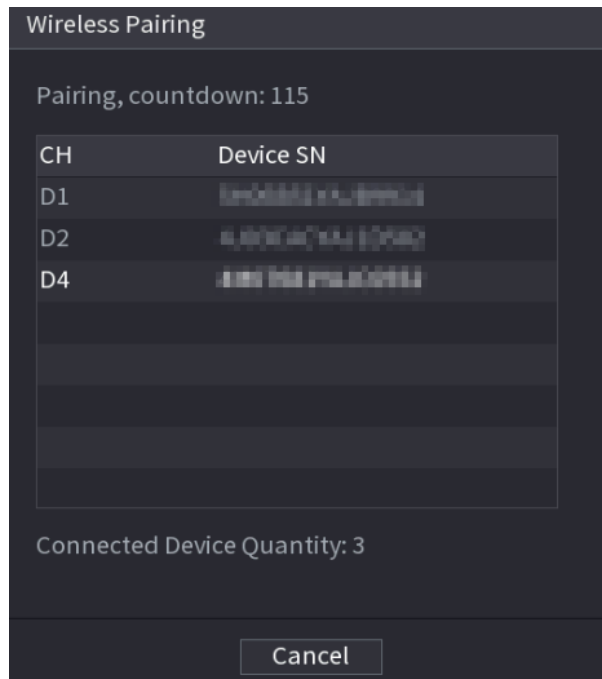 Wireless Pairing
Pairing, countdown: 115
CH Device SN
D1
D2
D4
Connected Device Quantity: 3
Cancel